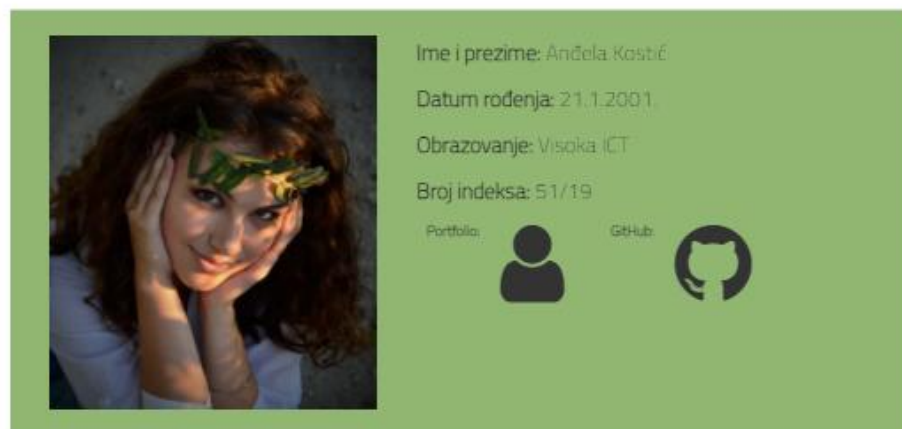 Ime i prezime: Anđela Kostić
Datum rođenja: 21.1.2001.
Obrazovanje: Visoka ICT
Broj indeksa: 51/19
Portfolio: GitHub: